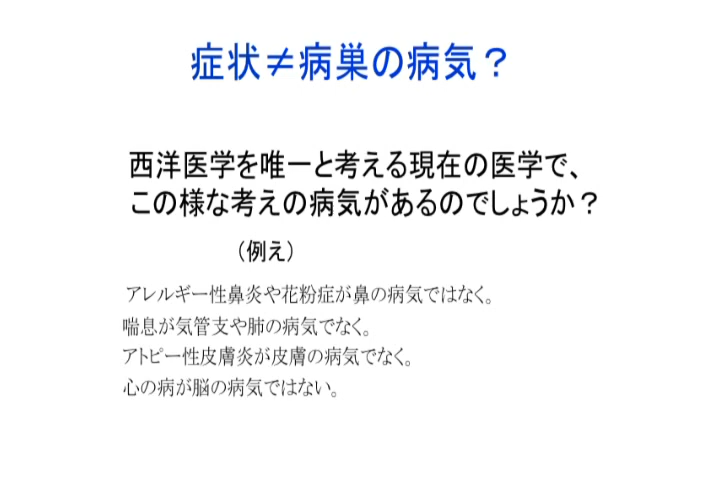 症状≠病巣の病気？
西洋医学を唯一と考える現在の医学で、
この様な考えの病気があるのでしょうか？
（例え）
アレルギー性鼻炎や花粉症が鼻の病気ではなく。
喘息が気管支や肺の病気でなく。
アトピー性皮膚炎が皮膚の病気でなく。
心の病が脳の病気ではない。